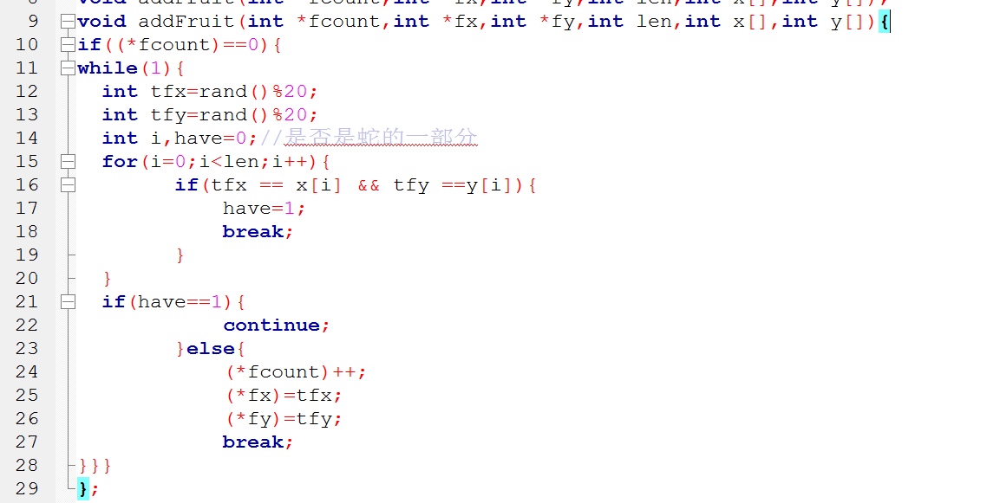 8 void addFruit(int *fcount,int *fx,int *fy,int len,int x[],int y[]);
9 void addFruit(int *fcount,int *fx,int *fy,int len,int x[],int y[]){
10 if((*fcount)==0){
11 while(1){
12 int tfx=rand()%20;
13 int tfy=rand()%20;
14 int i,have=0;//是否是蛇的一部分
15 for(i=0;i<len;i++){
16 if(tfx == x[i] && tfy ==y[i]){
17 have=1;
18 break;
19 }
20 }
21 if(have==1){
22 continue;
23 }else{
24 (*fcount)++;
25 (*fx)=tfx;
26 (*fy)=tfy;
27 break;
28 }}}
29 };